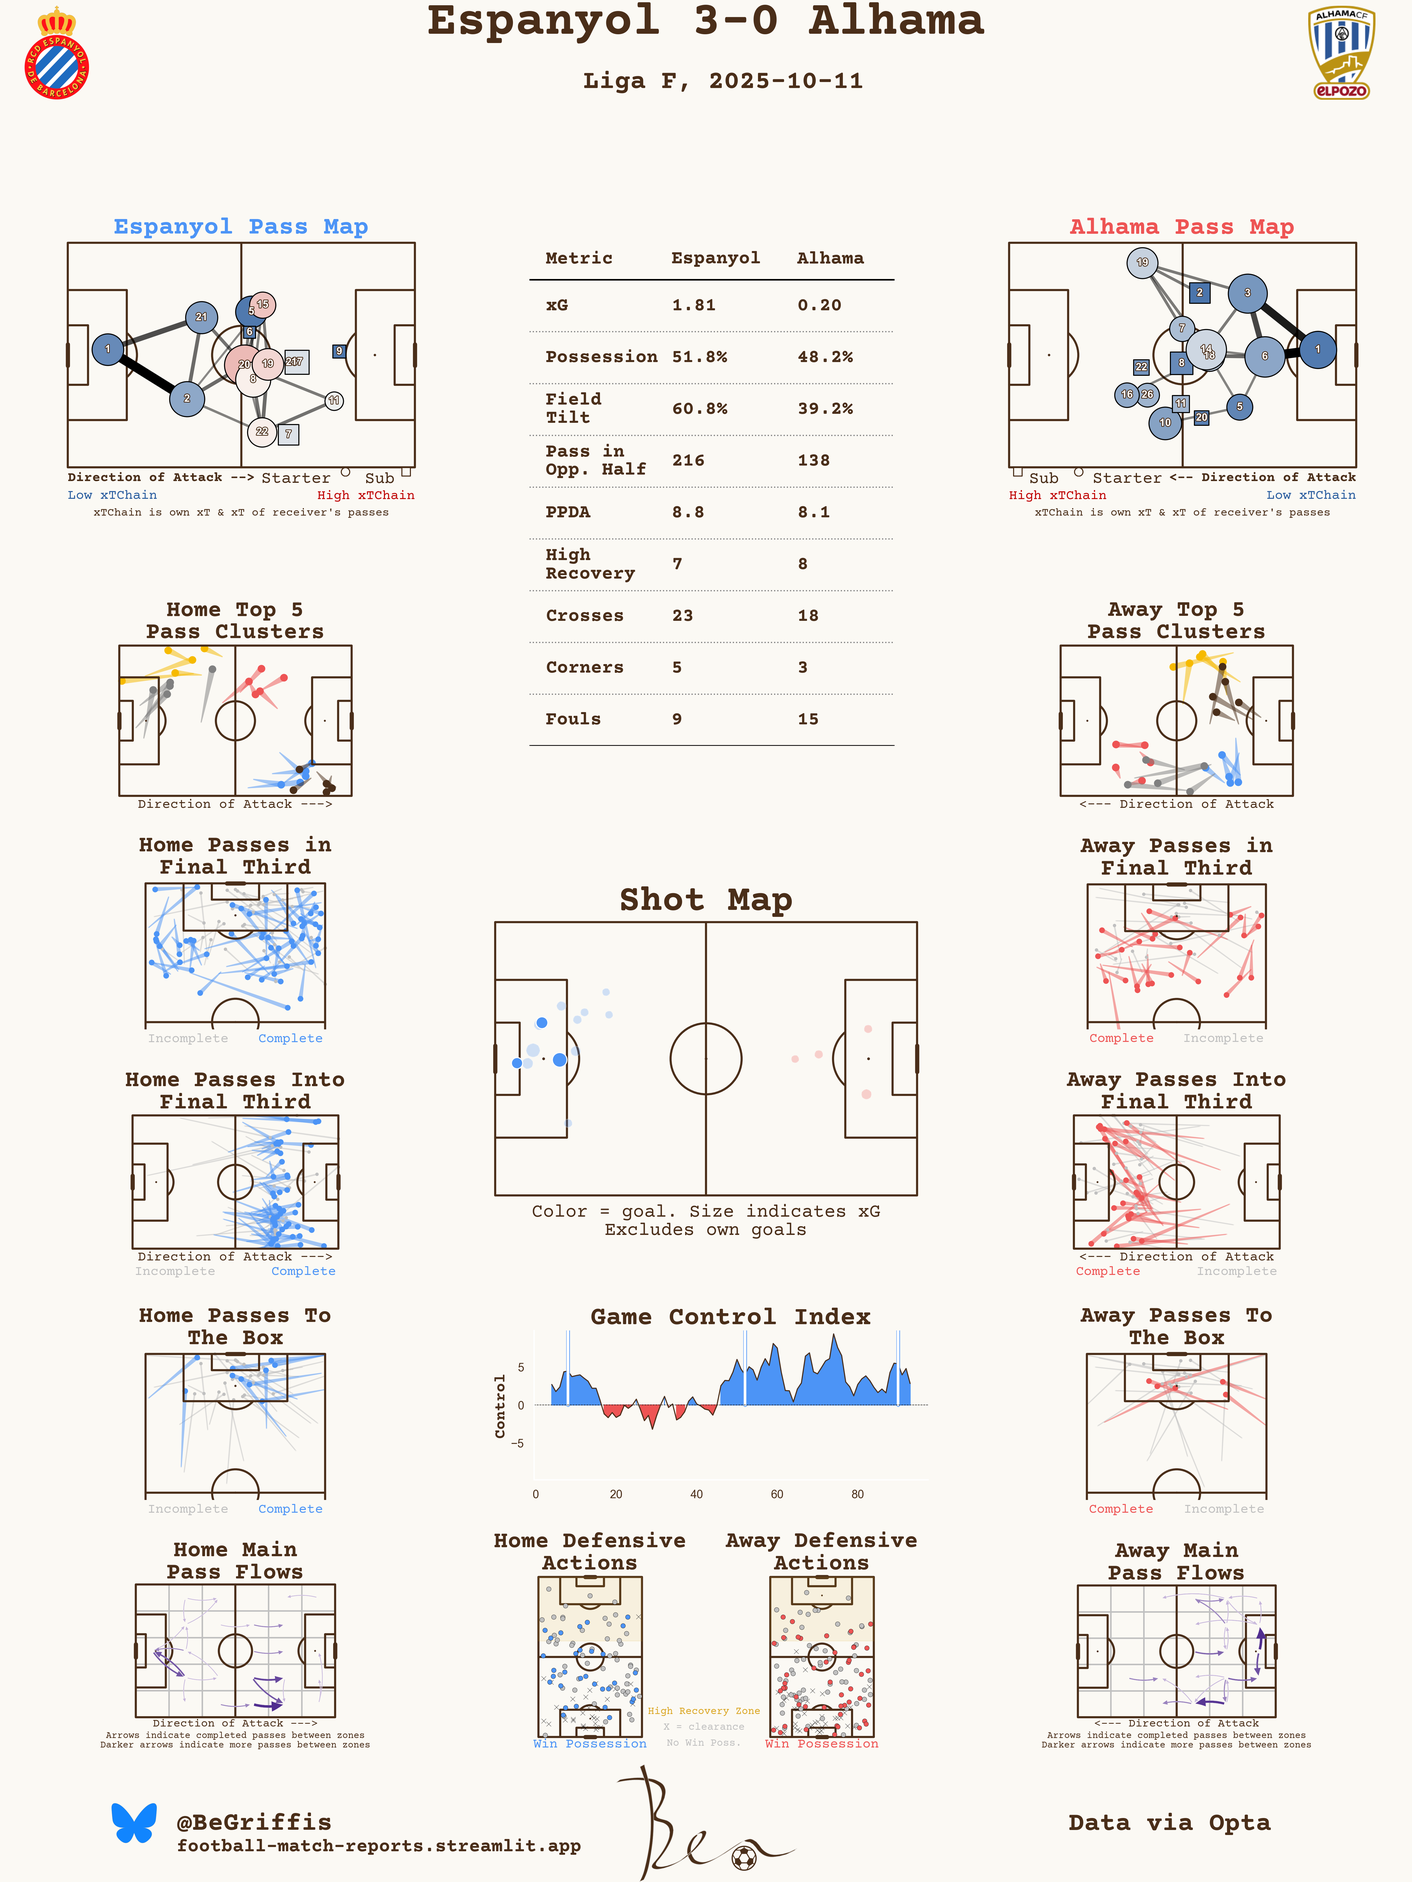 Espanyol 3-0 Alhama
Liga F, 2025-10-11
RCD ESPANYOL
DE BARCELONA
ALHAMA CF
ELPOZO
Espanyol Pass Map
1
21
2
5
15
6
20
19
8
217
9
11
22
7
Direction of Attack --> Starter Sub
Low xTChain High xTChain
xTChain is own xT & xT of receiver's passes
Metric Espanyol Alhama
xG 1.81 0.20
Possession 51.8% 48.2%
Field
Tilt 60.8% 39.2%
Pass in
Opp. Half 216 138
PPDA 8.8 8.1
High
Recovery 7 8
Crosses 23 18
Corners 5 3
Fouls 9 15
Alhama Pass Map
19
2
3
7
14
18
6
1
8
22
16
26
11
5
20
10
Sub Starter <-- Direction of Attack
High xTChain Low xTChain
xTChain is own xT & xT of receiver's passes
Home Top 5
Pass Clusters
Direction of Attack --->
Away Top 5
Pass Clusters
<--- Direction of Attack
Home Passes in
Final Third
Incomplete Complete
Away Passes in
Final Third
Complete Incomplete
Shot Map
Color = goal. Size indicates xG
Excludes own goals
Home Passes Into
Final Third
Direction of Attack --->
Incomplete Complete
Away Passes Into
Final Third
<--- Direction of Attack
Complete Incomplete
Home Passes To
The Box
Incomplete Complete
Game Control Index
Control
5
0
−5
0 20 40 60 80
Away Passes To
The Box
Complete Incomplete
Home Main
Pass Flows
Direction of Attack --->
Arrows indicate completed passes between zones
Darker arrows indicate more passes between zones
Home Defensive
Actions
Win Possession
High Recovery Zone
X = clearance
No Win Poss.
Away Defensive
Actions
Win Possession
Away Main
Pass Flows
<--- Direction of Attack
Arrows indicate completed passes between zones
Darker arrows indicate more passes between zones
@BeGriffis
football-match-reports.streamlit.app
Ben
Data via Opta